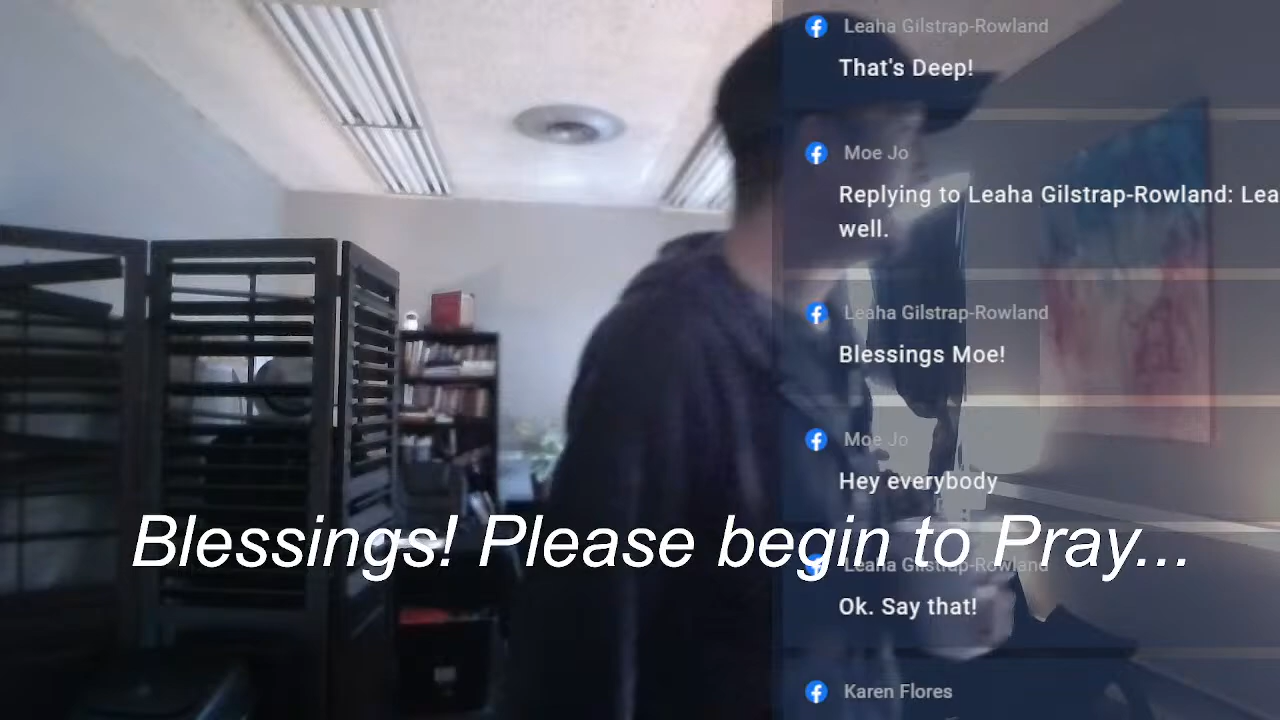 Leaha Gilstrap-Rowland
That's Deep!
Moe Jo
Replying to Leaha Gilstrap-Rowland: Lea
well.
Leaha Gilstrap-Rowland
Blessings Moe!
Moe Jo
Hey everybody
Blessings! Please begin to Pray...
Leaha Gilstrap-Rowland
Ok. Say that!
Karen Flores